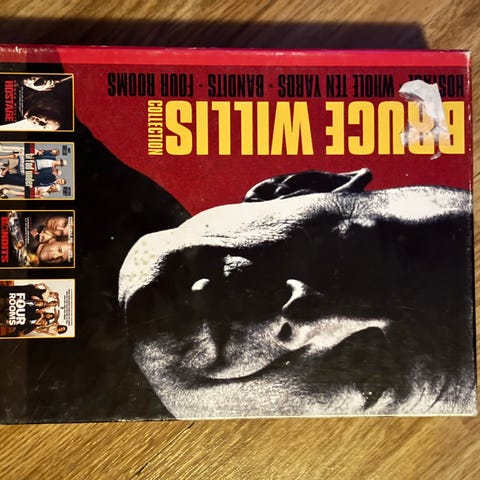 BRUCE WILLIS
COLLECTION
HOSTAGE · WHOLE TEN YARDS · BANDITS · FOUR ROOMS
HOSTAGE
BANDITS
FOUR
ROOMS